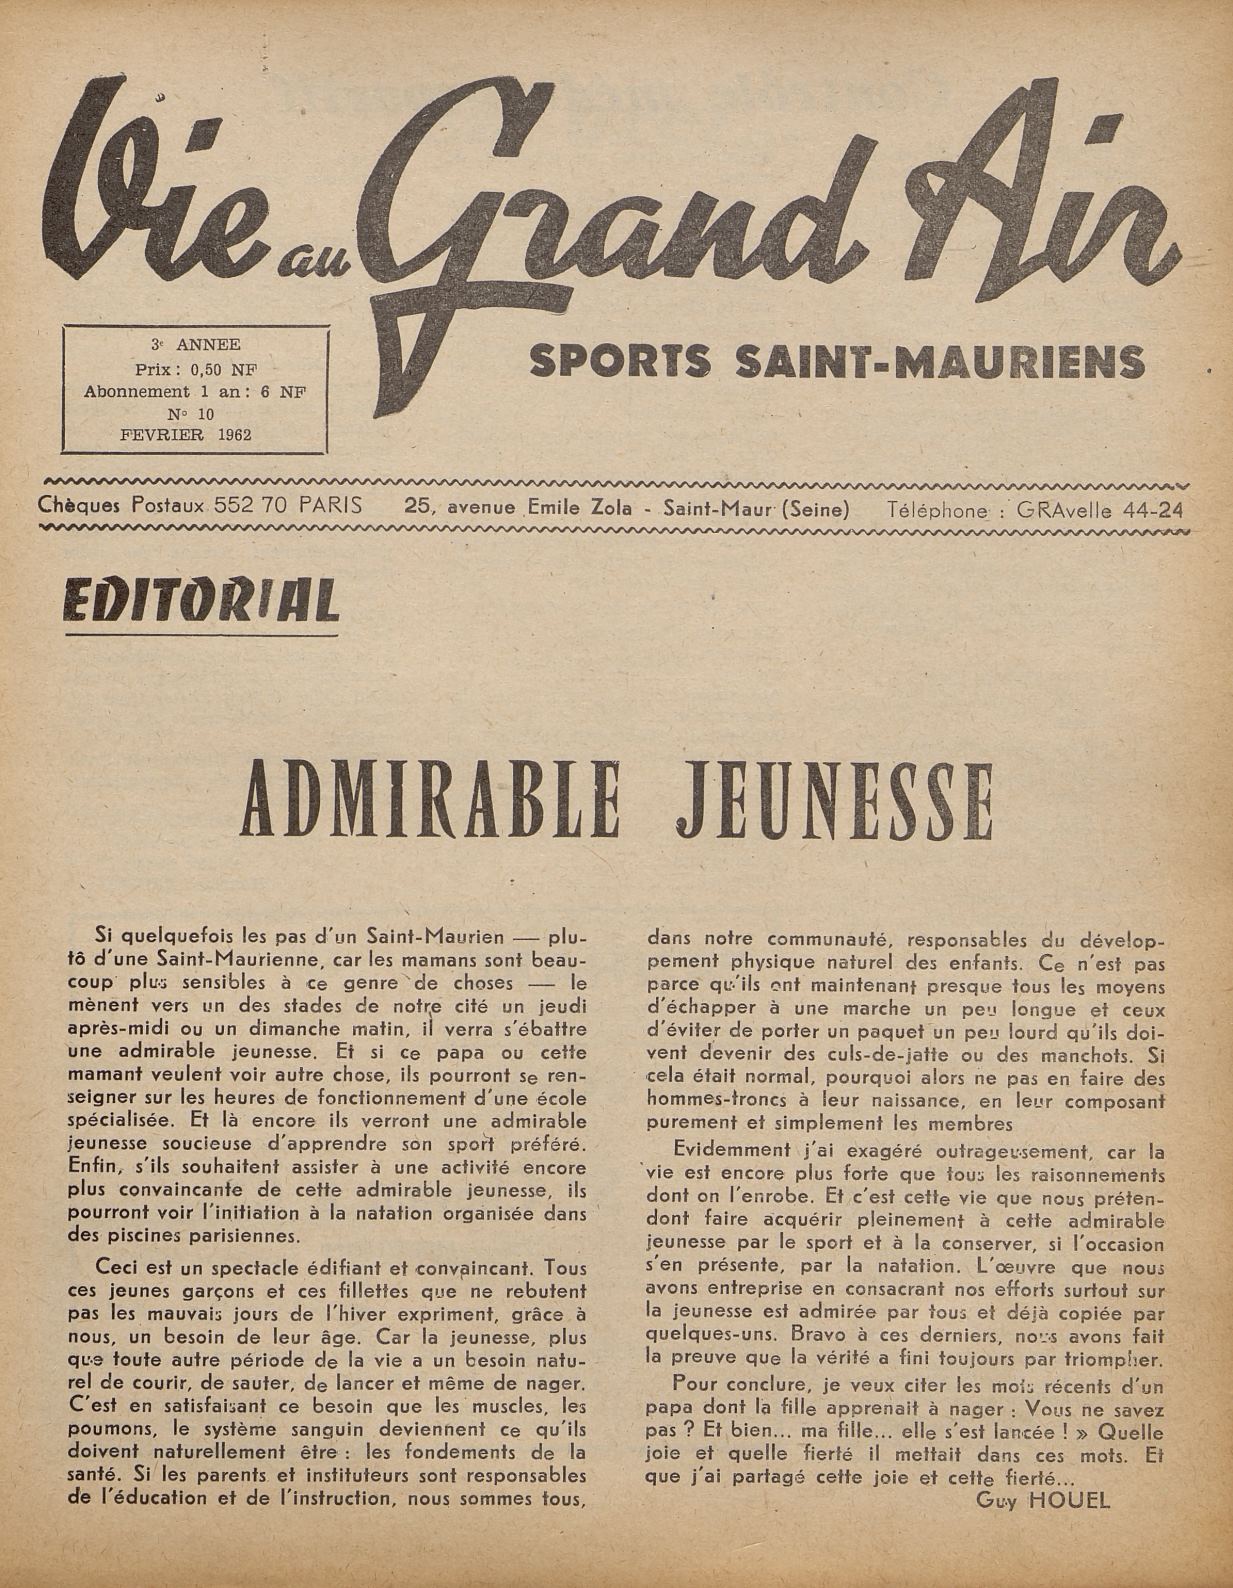 Vie au Grand Air
SPORTS SAINT-MAURIENS
3e ANNEE
Prix : 0,50 NF
Abonnement 1 an : 6 NF
No 10
FEVRIER 1962
Chèques Postaux 552 70 PARIS 25, avenue Emile Zola - Saint-Maur (Seine) Téléphone : GRAvelle 44-24
EDITORIAL
ADMIRABLE JEUNESSE
Si quelquefois les pas d'un Saint-Maurien — plu-
tô d'une Saint-Maurienne, car les mamans sont beau-
coup plus sensibles à ce genre de choses — le
mènent vers un des stades de notre cité un jeudi
après-midi ou un dimanche matin, il verra s'ébattre
une admirable jeunesse. Et si ce papa ou cette
mamant veulent voir autre chose, ils pourront se ren-
seigner sur les heures de fonctionnement d'une école
spécialisée. Et là encore ils verront une admirable
jeunesse soucieuse d'apprendre son sport préféré.
Enfin, s'ils souhaitent assister à une activité encore
plus convaincante de cette admirable jeunesse, ils
pourront voir l'initiation à la natation organisée dans
des piscines parisiennes.
Ceci est un spectacle édifiant et convaincant. Tous
ces jeunes garçons et ces fillettes que ne rebutent
pas les mauvais jours de l'hiver expriment, grâce à
nous, un besoin de leur âge. Car la jeunesse, plus
que toute autre période de la vie a un besoin natu-
rel de courir, de sauter, de lancer et même de nager.
C'est en satisfaisant ce besoin que les muscles, les
poumons, le système sanguin deviennent ce qu'ils
doivent naturellement être : les fondements de la
santé. Si les parents et instituteurs sont responsables
de l'éducation et de l'instruction, nous sommes tous,
dans notre communauté, responsables du dévelop-
pement physique naturel des enfants. Ce n'est pas
parce qu'ils ont maintenant presque tous les moyens
d'échapper à une marche un peu longue et ceux
d'éviter de porter un paquet un peu lourd qu'ils doi-
vent devenir des culs-de-jatte ou des manchots. Si
cela était normal, pourquoi alors ne pas en faire des
hommes-troncs à leur naissance, en leur composant
purement et simplement les membres
Evidemment j'ai exagéré outrageusement, car la
vie est encore plus forte que tous les raisonnements
dont on l'enrobe. Et c'est cette vie que nous préten-
dont faire acquérir pleinement à cette admirable
jeunesse par le sport et à la conserver, si l'occasion
s'en présente, par la natation. L'œuvre que nous
avons entreprise en consacrant nos efforts surtout sur
la jeunesse est admirée par tous et déjà copiée par
quelques-uns. Bravo à ces derniers, nous avons fait
la preuve que la vérité a fini toujours par triompher.
Pour conclure, je veux citer les mois récents d'un
papa dont là fille apprenait à nager : Vous ne savez
pas ? Et bien... ma fille... elle s'est lancée ! » Quelle
joie et quelle fierté il mettait dans ces mots. Et
que j'ai partagé cette joie et cette fierté...
Guy HOUEL